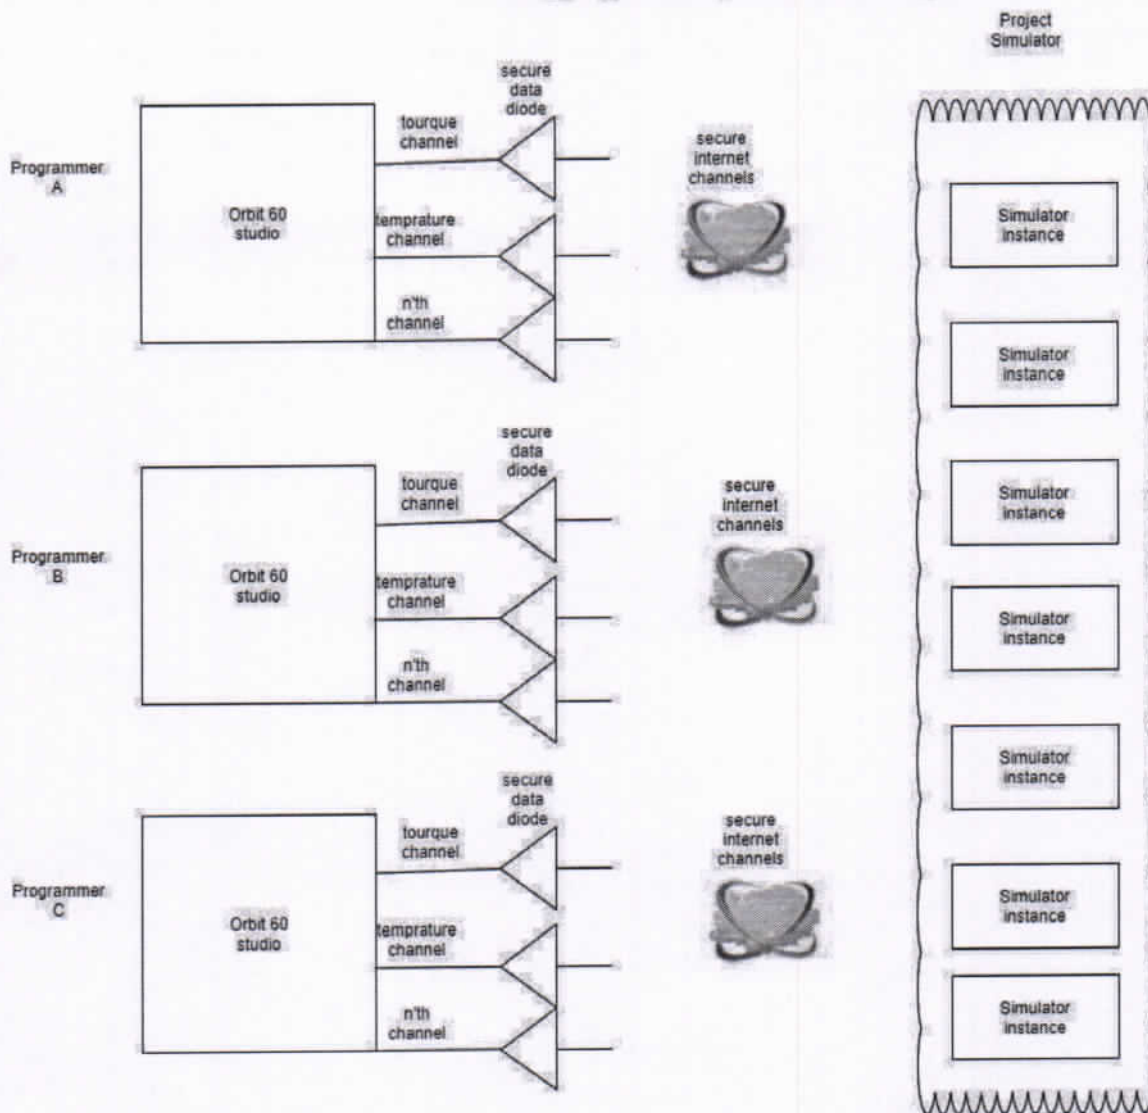 Project
Simulator
secure
data
diode
tourque
channel
secure
internet
channels
Programmer
A
Orbit 60
studio
temprature
channel
n'th
channel
Simulator
instance
Simulator
instance
secure
data
diode
tourque
channel
secure
internet
channels
Programmer
B
Orbit 60
studio
temprature
channel
n'th
channel
Simulator
instance
Simulator
instance
Simulator
instance
secure
data
diode
tourque
channel
secure
internet
channels
Programmer
C
Orbit 60
studio
temprature
channel
n'th
channel
Simulator
instance
Simulator
instance